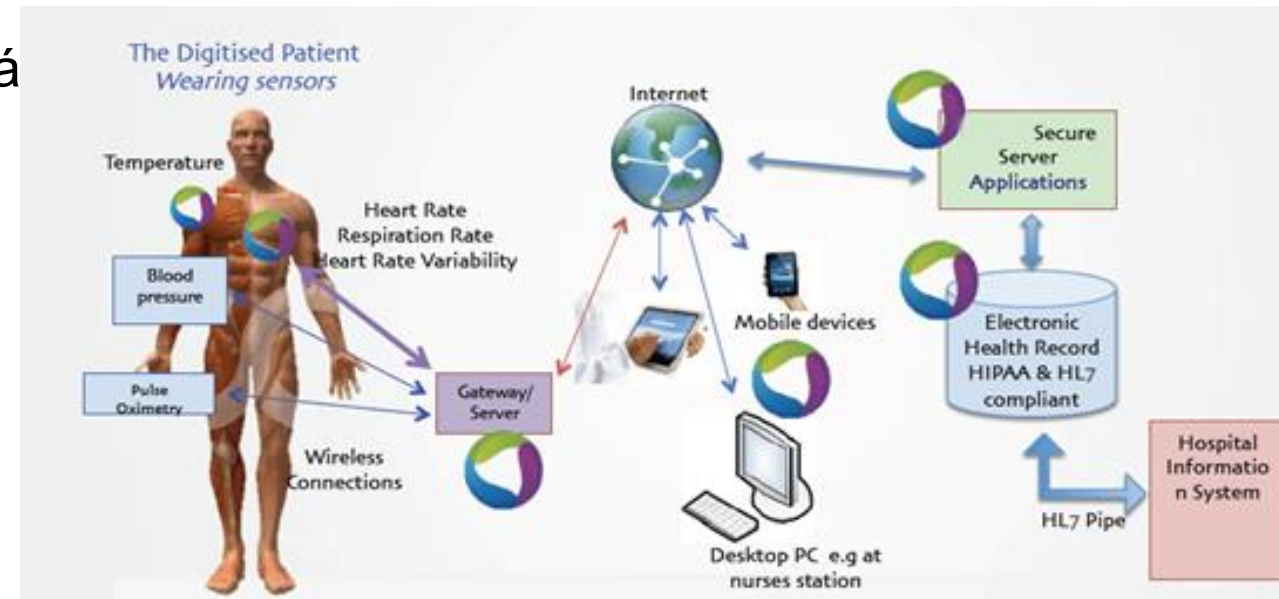 á
The Digitised Patient
Wearing sensors
Temperature
Heart Rate
Respiration Rate
Heart Rate Variability
Blood
pressure
Pulse
Oximetry
Wireless
Connections
Gateway/
Server
Internet
Mobile devices
Desktop PC e.g at
nurses station
Secure
Server
Applications
Electronic
Health Record
HIPAA & HL7
compliant
HL7 Pipe
Hospital
Informatio
n System